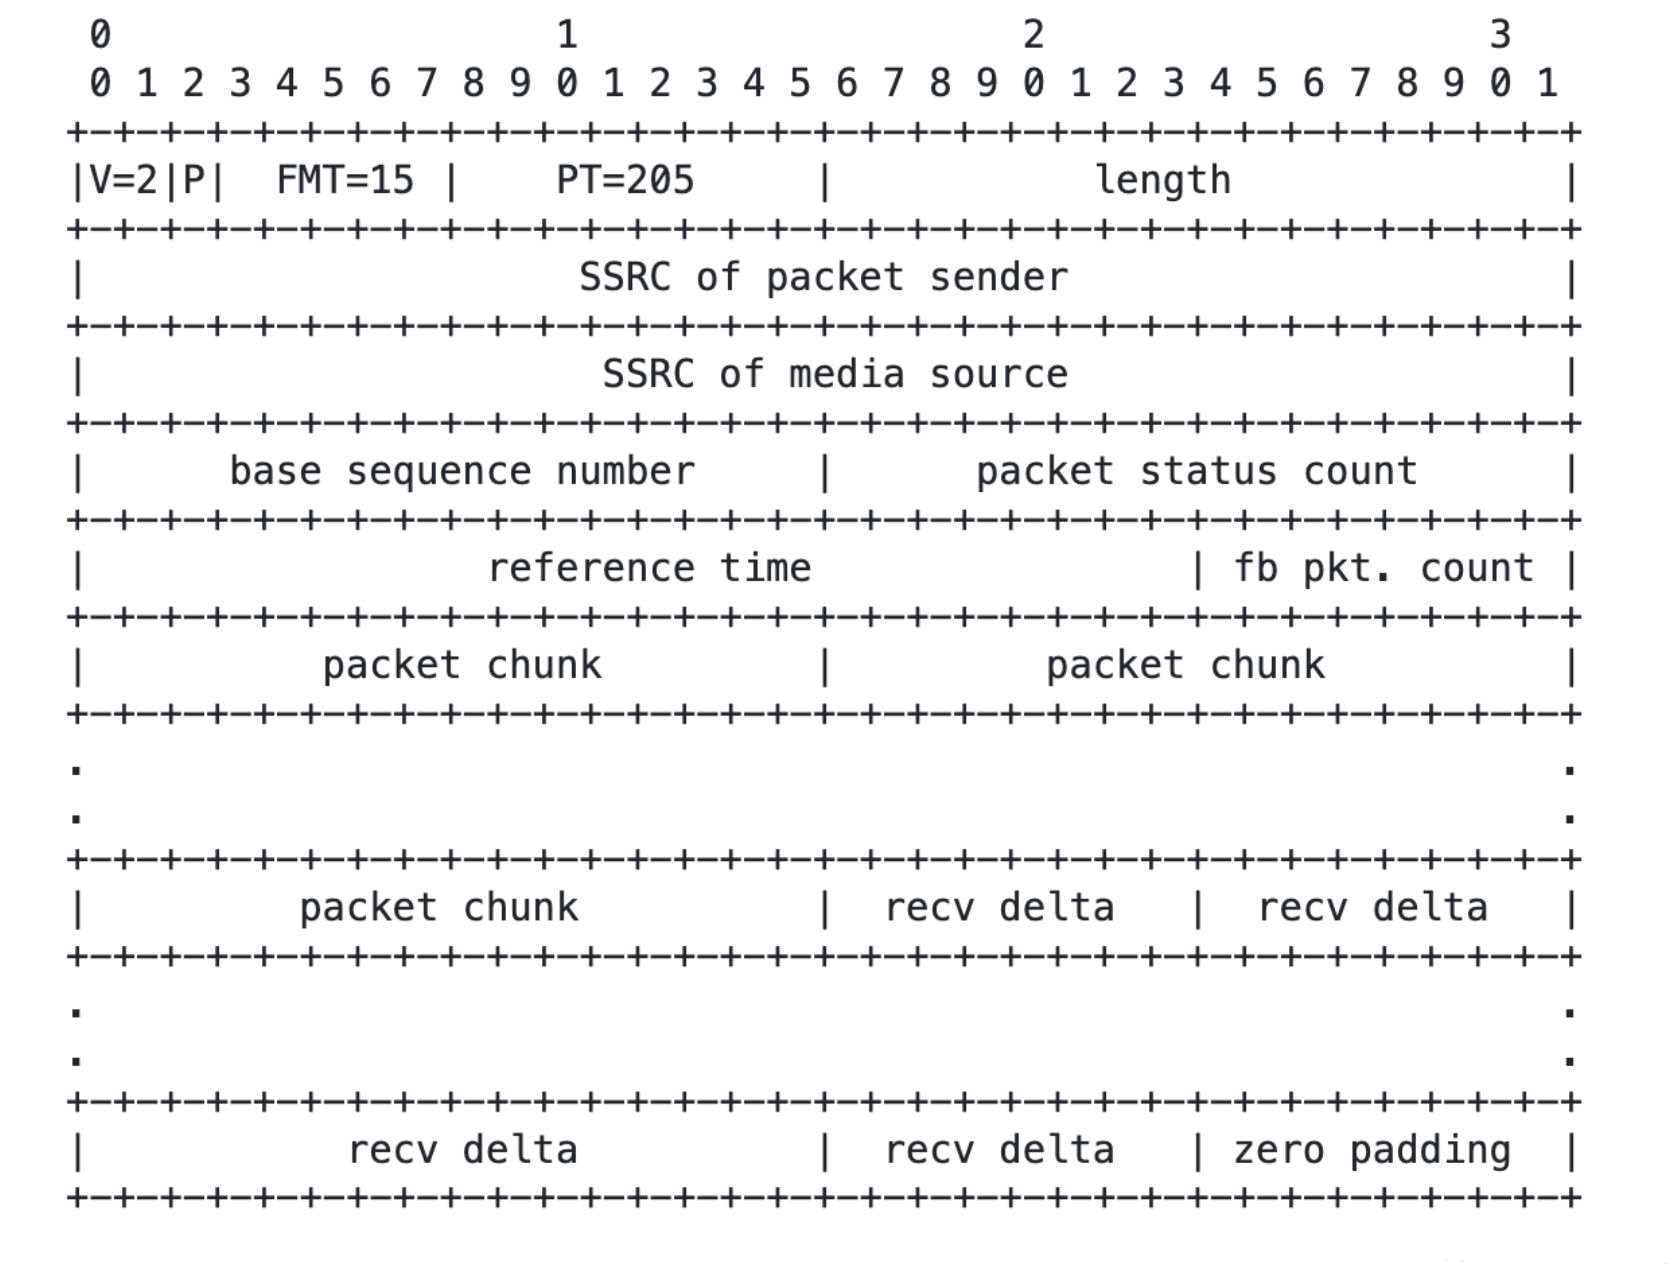 0                   1                   2                   3
 0 1 2 3 4 5 6 7 8 9 0 1 2 3 4 5 6 7 8 9 0 1 2 3 4 5 6 7 8 9 0 1
+-+-+-+-+-+-+-+-+-+-+-+-+-+-+-+-+-+-+-+-+-+-+-+-+-+-+-+-+-+-+-+-+
|V=2|P|  FMT=15 |    PT=205     |           length              |
+-+-+-+-+-+-+-+-+-+-+-+-+-+-+-+-+-+-+-+-+-+-+-+-+-+-+-+-+-+-+-+-+
|                     SSRC of packet sender                     |
+-+-+-+-+-+-+-+-+-+-+-+-+-+-+-+-+-+-+-+-+-+-+-+-+-+-+-+-+-+-+-+-+
|                      SSRC of media source                     |
+-+-+-+-+-+-+-+-+-+-+-+-+-+-+-+-+-+-+-+-+-+-+-+-+-+-+-+-+-+-+-+-+
|      base sequence number     |      packet status count      |
+-+-+-+-+-+-+-+-+-+-+-+-+-+-+-+-+-+-+-+-+-+-+-+-+-+-+-+-+-+-+-+-+
|                 reference time                | fb pkt. count |
+-+-+-+-+-+-+-+-+-+-+-+-+-+-+-+-+-+-+-+-+-+-+-+-+-+-+-+-+-+-+-+-+
|          packet chunk         |         packet chunk          |
+-+-+-+-+-+-+-+-+-+-+-+-+-+-+-+-+-+-+-+-+-+-+-+-+-+-+-+-+-+-+-+-+
.                                                               .
.                                                               .
+-+-+-+-+-+-+-+-+-+-+-+-+-+-+-+-+-+-+-+-+-+-+-+-+-+-+-+-+-+-+-+-+
|         packet chunk          |  recv delta   |  recv delta   |
+-+-+-+-+-+-+-+-+-+-+-+-+-+-+-+-+-+-+-+-+-+-+-+-+-+-+-+-+-+-+-+-+
.                                                               .
.                                                               .
+-+-+-+-+-+-+-+-+-+-+-+-+-+-+-+-+-+-+-+-+-+-+-+-+-+-+-+-+-+-+-+-+
|           recv delta          |  recv delta   | zero padding  |
+-+-+-+-+-+-+-+-+-+-+-+-+-+-+-+-+-+-+-+-+-+-+-+-+-+-+-+-+-+-+-+-+